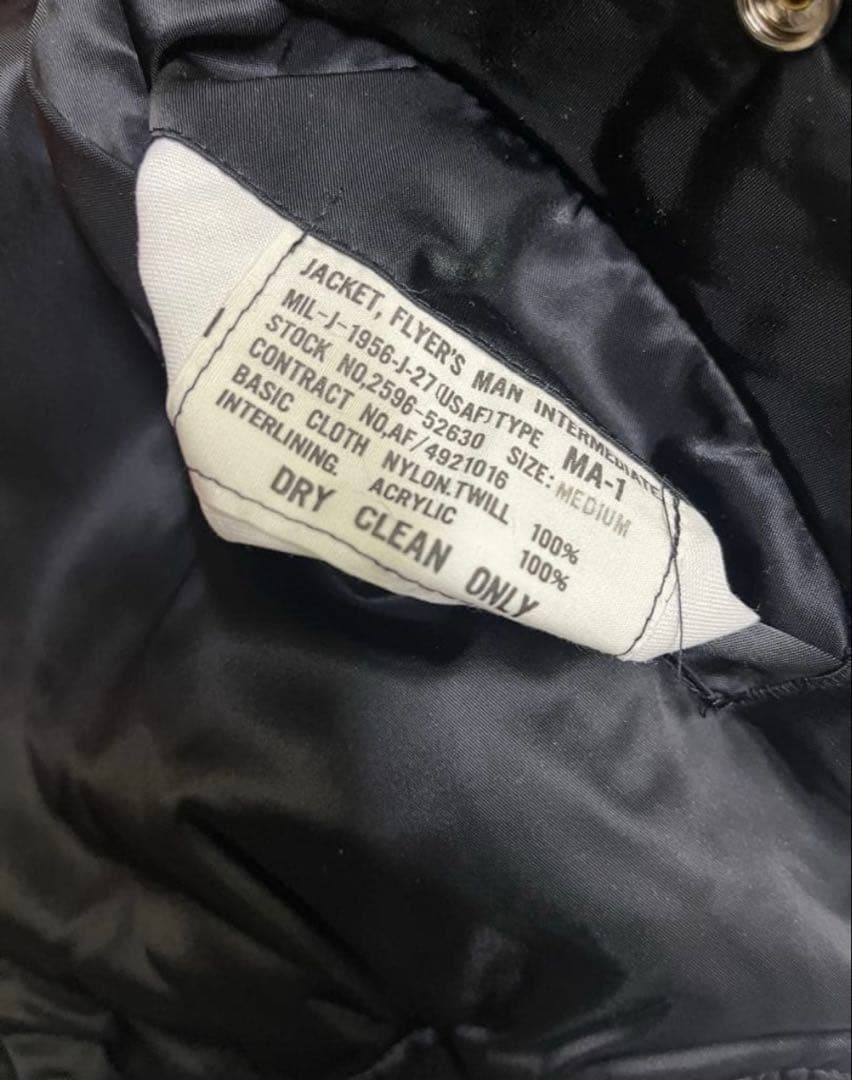 JACKET, FLYER'S MAN INTERMEDIATE
MIL-J-1956-J-27(USAF)TYPE MA-1
STOCK NO,2596-52630 SIZE: MEDIUM
CONTRACT NO,AF/4921016
BASIC CLOTH NYLON.TWILL 100%
INTERLINING. ACRYLIC 100%
DRY CLEAN ONLY